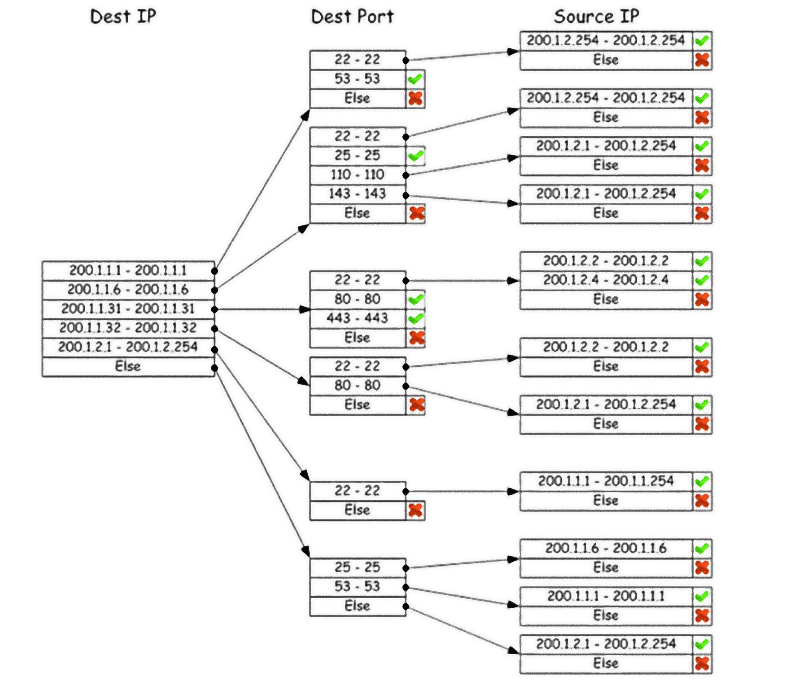 Dest IP
Dest Port
Source IP
200.1.1.1 - 200.1.1.1
200.1.1.6 - 200.1.1.6
200.1.1.31 - 200.1.1.31
200.1.1.32 - 200.1.1.32
200.1.2.1 - 200.1.2.254
Else
22 - 22
53 - 53
Else
22 - 22
25 - 25
110 - 110
143 - 143
Else
22 - 22
80 - 80
443 - 443
Else
22 - 22
80 - 80
Else
22 - 22
Else
25 - 25
53 - 53
Else
200.1.2.254 - 200.1.2.254
Else
200.1.2.254 - 200.1.2.254
Else
200.1.2.1 - 200.1.2.254
Else
200.1.2.1 - 200.1.2.254
Else
200.1.2.2 - 200.1.2.2
200.1.2.4 - 200.1.2.4
Else
200.1.2.2 - 200.1.2.2
Else
200.1.2.1 - 200.1.2.254
Else
200.1.1.1 - 200.1.1.254
Else
200.1.1.6 - 200.1.1.6
Else
200.1.1.1 - 200.1.1.1
Else
200.1.2.1 - 200.1.2.254
Else